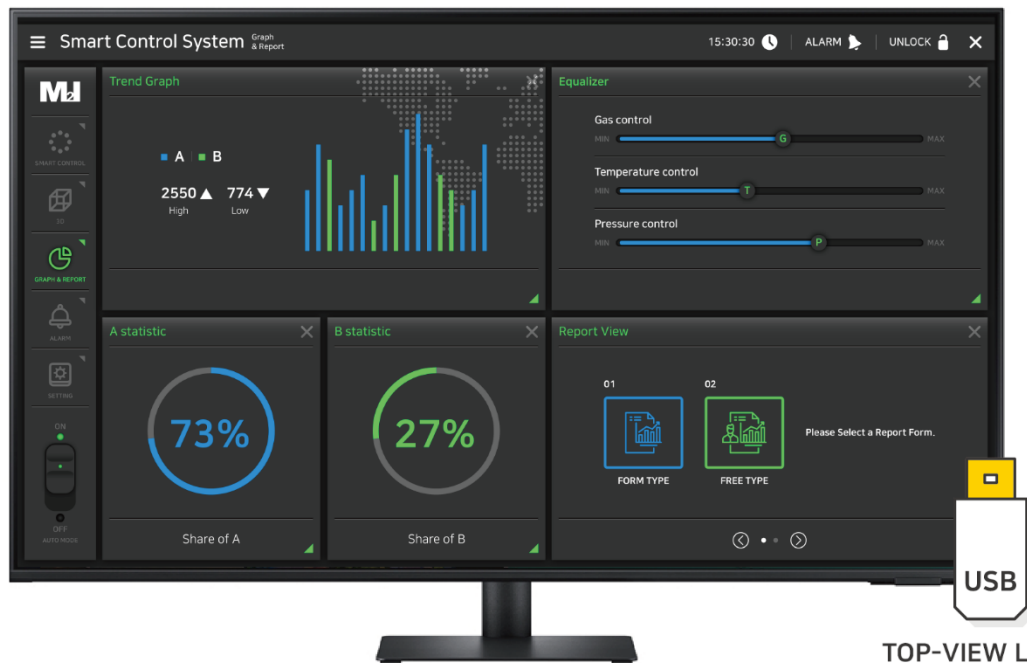 Smart Control System Graph & Report
15:30:30
ALARM
UNLOCK
M2I
SMART CONTROL
3D
GRAPH & REPORT
ALARM
SETTING
ON
OFF
AUTO MODE
Trend Graph
A
B
2550 ▲ 774 ▼
High Low
Equalizer
Gas control
MIN G MAX
Temperature control
MIN T MAX
Pressure control
MIN P MAX
A statistic
73%
Share of A
B statistic
27%
Share of B
Report View
01 02
FORM TYPE FREE TYPE
Please Select a Report Form.
USB
TOP-VIEW L